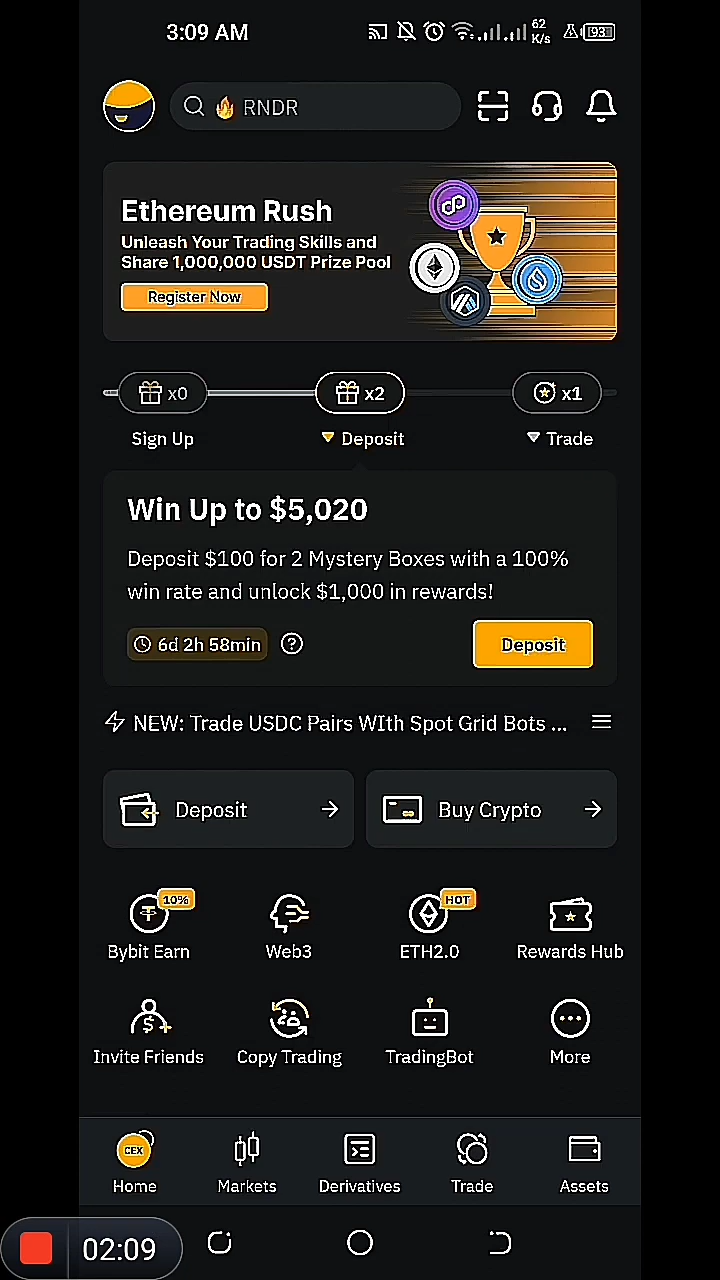 3:09 AM
62
K/s
93
RNDR
Ethereum Rush
Unleash Your Trading Skills and
Share 1,000,000 USDT Prize Pool
Register Now
x0
x2
x1
Sign Up
Deposit
Trade
Win Up to $5,020
Deposit $100 for 2 Mystery Boxes with a 100%
win rate and unlock $1,000 in rewards!
6d 2h 58min
?
Deposit
NEW: Trade USDC Pairs WIth Spot Grid Bots ...
Deposit
Buy Crypto
10%
HOT
Bybit Earn
Web3
ETH2.0
Rewards Hub
Invite Friends
Copy Trading
TradingBot
More
CEX
Home
Markets
Derivatives
Trade
Assets
02:09